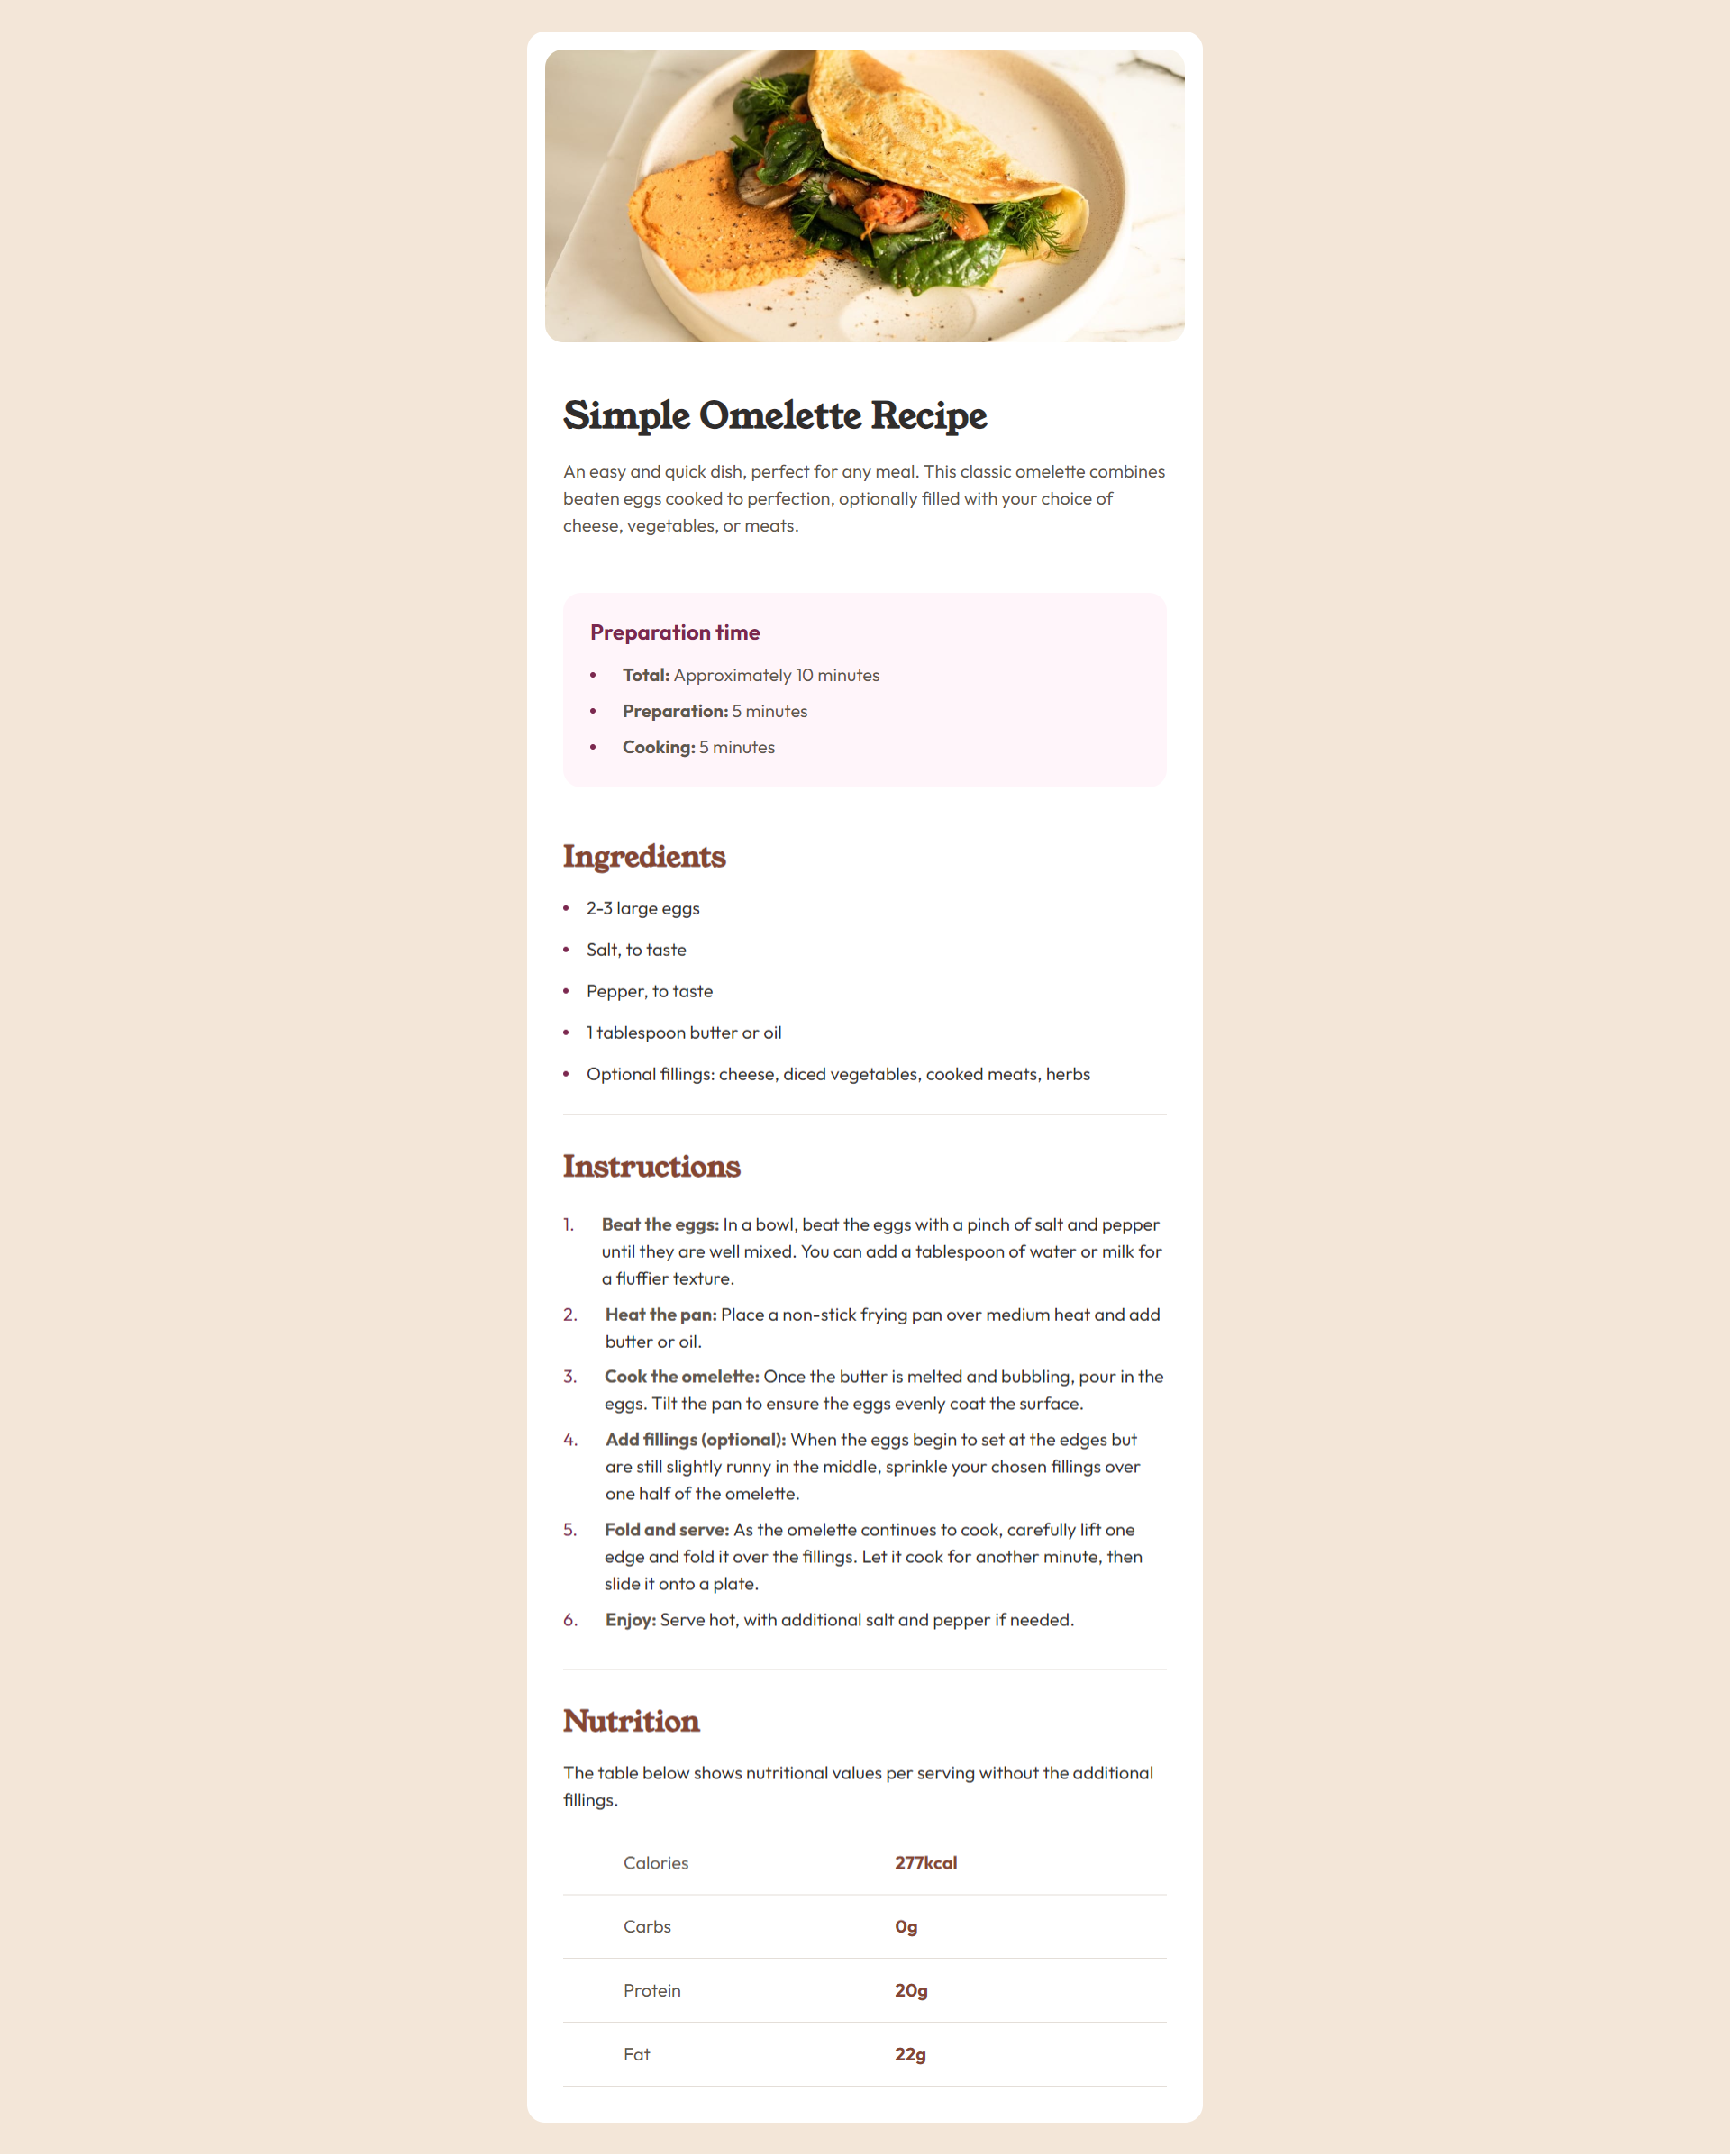 Simple Omelette Recipe
An easy and quick dish, perfect for any meal. This classic omelette combines
beaten eggs cooked to perfection, optionally filled with your choice of
cheese, vegetables, or meats.
Preparation time
• Total: Approximately 10 minutes
• Preparation: 5 minutes
• Cooking: 5 minutes
Ingredients
• 2-3 large eggs
• Salt, to taste
• Pepper, to taste
• 1 tablespoon butter or oil
• Optional fillings: cheese, diced vegetables, cooked meats, herbs
Instructions
1. Beat the eggs: In a bowl, beat the eggs with a pinch of salt and pepper
until they are well mixed. You can add a tablespoon of water or milk for
a fluffier texture.
2. Heat the pan: Place a non-stick frying pan over medium heat and add
butter or oil.
3. Cook the omelette: Once the butter is melted and bubbling, pour in the
eggs. Tilt the pan to ensure the eggs evenly coat the surface.
4. Add fillings (optional): When the eggs begin to set at the edges but
are still slightly runny in the middle, sprinkle your chosen fillings over
one half of the omelette.
5. Fold and serve: As the omelette continues to cook, carefully lift one
edge and fold it over the fillings. Let it cook for another minute, then
slide it onto a plate.
6. Enjoy: Serve hot, with additional salt and pepper if needed.
Nutrition
The table below shows nutritional values per serving without the additional
fillings.
Calories 277kcal
Carbs 0g
Protein 20g
Fat 22g